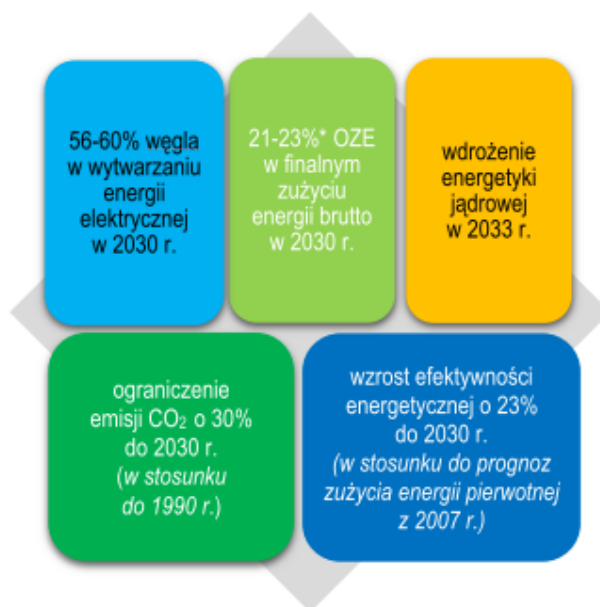 56-60% węgla
w wytwarzaniu
energii
elektrycznej
w 2030 r.
21-23%* OZE
w finalnym
zużyciu
energii brutto
w 2030 r.
wdrożenie
energetyki
jądrowej
w 2033 r.
ograniczenie
emisji CO₂ o 30%
do 2030 r.
(w stosunku
do 1990 r.)
wzrost efektywności
energetycznej o 23%
do 2030 r.
(w stosunku do prognoz
zużycia energii pierwotnej
z 2007 r.)